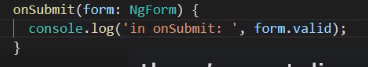 onSubmit(form: NgForm) {
  console.log('in onSubmit: ', form.valid);
}